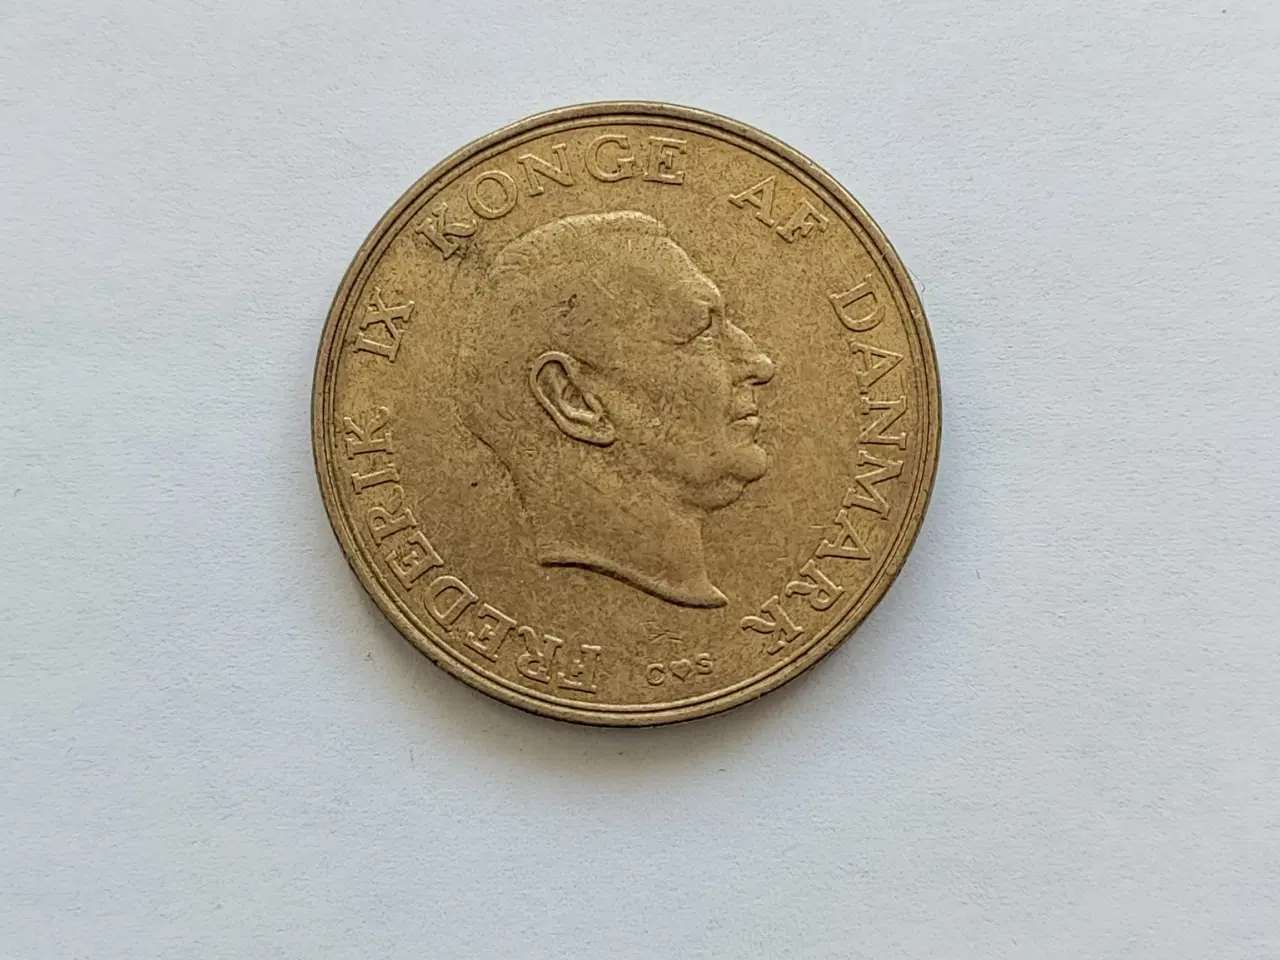 FREDERIK IX KONGE AF DANMARK
C♥S